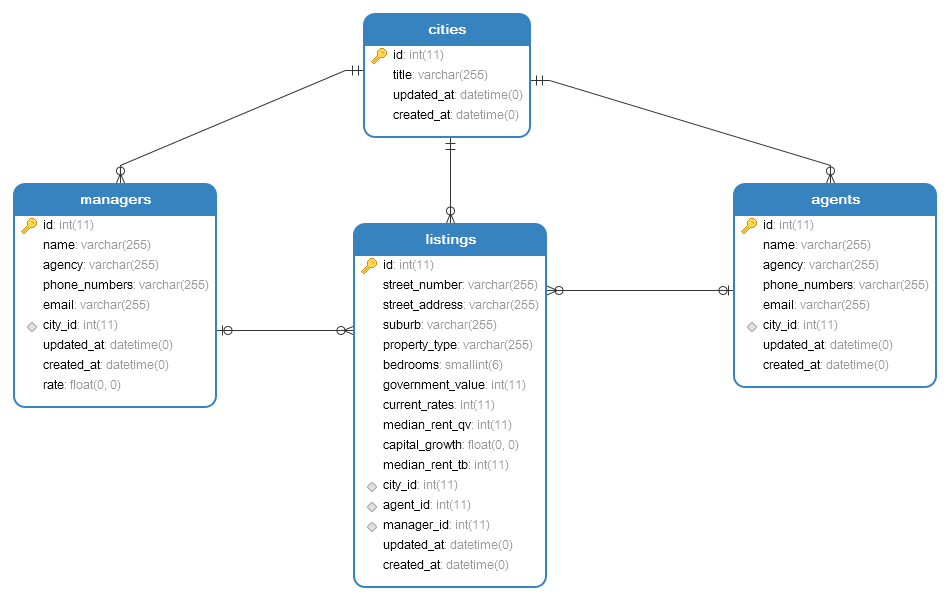 cities
id: int(11)
title: varchar(255)
updated_at: datetime(0)
created_at: datetime(0)
managers
id: int(11)
name: varchar(255)
agency: varchar(255)
phone_numbers: varchar(255)
email: varchar(255)
city_id: int(11)
updated_at: datetime(0)
created_at: datetime(0)
rate: float(0, 0)
listings
id: int(11)
street_number: varchar(255)
street_address: varchar(255)
suburb: varchar(255)
property_type: varchar(255)
bedrooms: smallint(6)
government_value: int(11)
current_rates: int(11)
median_rent_qv: int(11)
capital_growth: float(0, 0)
median_rent_tb: int(11)
city_id: int(11)
agent_id: int(11)
manager_id: int(11)
updated_at: datetime(0)
created_at: datetime(0)
agents
id: int(11)
name: varchar(255)
agency: varchar(255)
phone_numbers: varchar(255)
email: varchar(255)
city_id: int(11)
updated_at: datetime(0)
created_at: datetime(0)